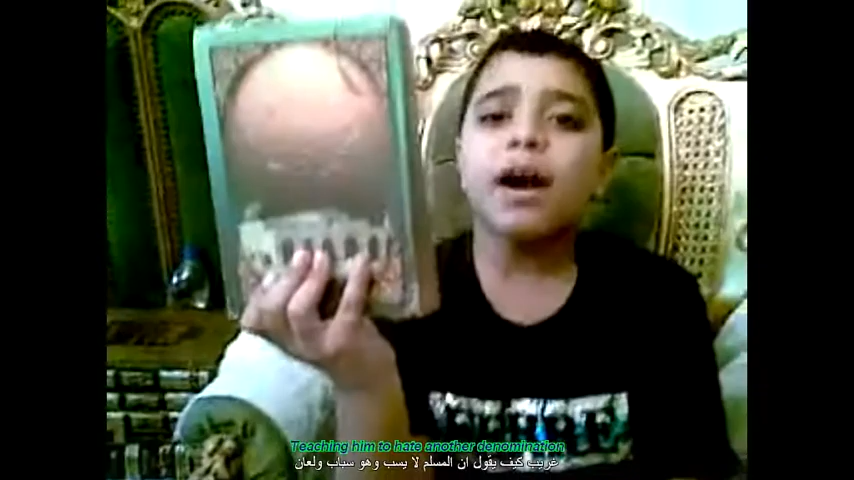 Teaching him to hate another denomination
غريب كيف يقول ان المسلم لا يسب وهو سباب ولعان